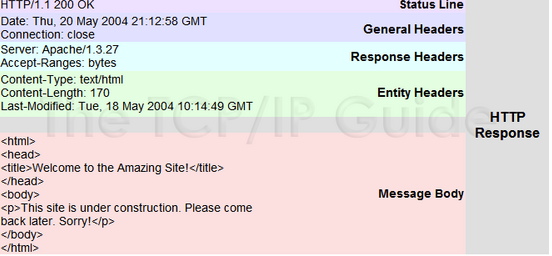 HTTP/1.1 200 OK Status Line
Date: Thu, 20 May 2004 21:12:58 GMT
Connection: close
General Headers
Server: Apache/1.3.27
Accept-Ranges: bytes
Response Headers
Content-Type: text/html
Content-Length: 170
Last-Modified: Tue, 18 May 2004 10:14:49 GMT
Entity Headers
The TCP/IP Guide
<html>
<head>
<title>Welcome to the Amazing Site!</title>
</head>
<body>
<p>This site is under construction. Please come
back later. Sorry!</p>
</body>
</html>
Message Body
HTTP
Response